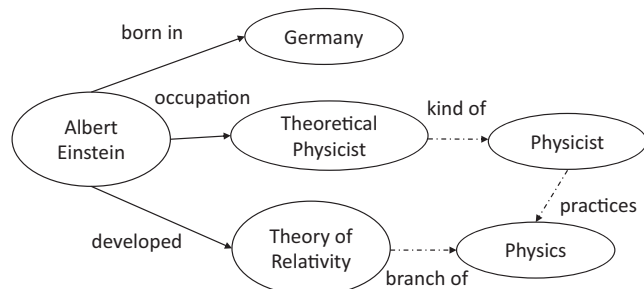 born in
Germany
occupation
kind of
Albert
Einstein
Theoretical
Physicist
Physicist
practices
developed
Theory of
Relativity
Physics
branch of